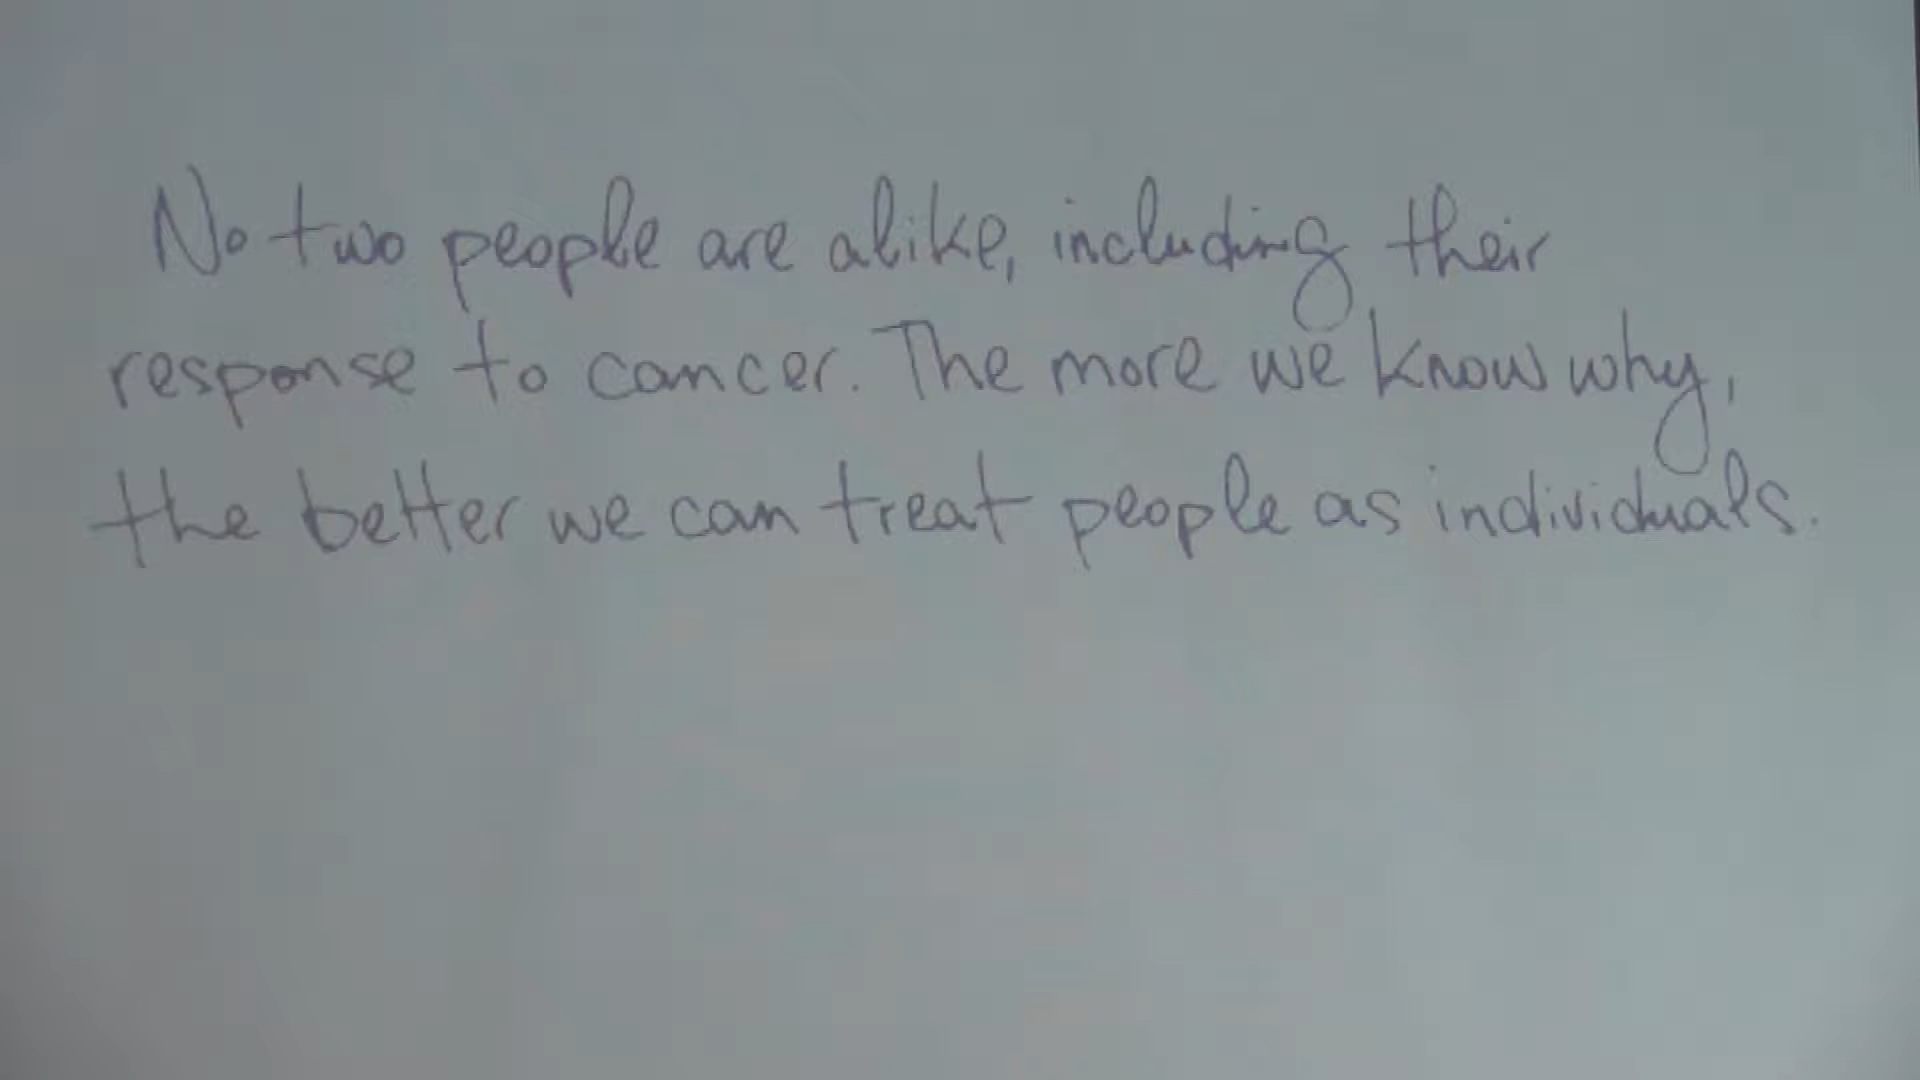 No two people are alike, including their
response to cancer. The more we know why,
the better we can treat people as individuals.